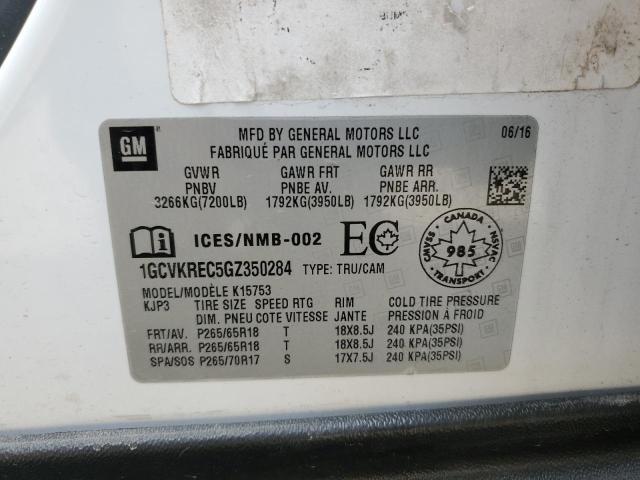 GM
MFD BY GENERAL MOTORS LLC
06/16
FABRIQUÉ PAR GENERAL MOTORS LLC
GVWR GAWR FRT GAWR RR
PNBV PNBE AV. PNBE ARR.
3266KG(7200LB) 1792KG(3950LB) 1792KG(3950LB)
ICES/NMB-002 EC
CANADA
CMVSS NSVAC
985
TRANSPORT
1GCVKREC5GZ350284 TYPE: TRU/CAM
MODEL/MODÈLE K15753
KJP3 TIRE SIZE SPEED RTG RIM COLD TIRE PRESSURE
DIM. PNEU COTE VITESSE JANTE PRESSION À FROID
FRT/AV. P265/65R18 T 18X8.5J 240 KPA(35PSI)
RR/ARR. P265/65R18 T 18X8.5J 240 KPA(35PSI)
SPA/SOS P265/70R17 S 17X7.5J 240 KPA(35PSI)